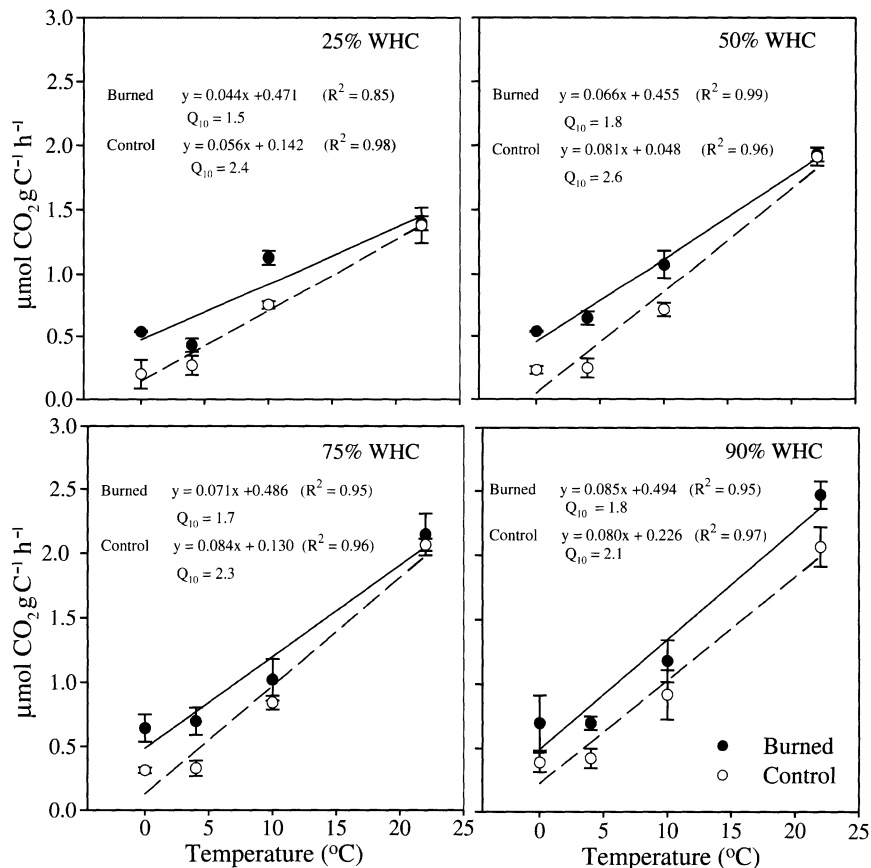 3.0
2.5
2.0
1.5
1.0
0.5
0.0
µmol CO2 g C⁻¹ h⁻¹
25% WHC
Burned y = 0.044x +0.471 (R² = 0.85)
Q10 = 1.5
Control y = 0.056x + 0.142 (R² = 0.98)
Q10 = 2.4
50% WHC
Burned y = 0.066x + 0.455 (R² = 0.99)
Q10 = 1.8
Control y = 0.081x + 0.048 (R² = 0.96)
Q10 = 2.6
3.0
2.5
2.0
1.5
1.0
0.5
0.0
µmol CO2 g C⁻¹ h⁻¹
75% WHC
Burned y = 0.071x +0.486 (R² = 0.95)
Q10 = 1.7
Control y = 0.084x + 0.130 (R² = 0.96)
Q10 = 2.3
0 5 10 15 20 25
Temperature (°C)
90% WHC
Burned y = 0.085x +0.494 (R² = 0.95)
Q10 = 1.8
Control y = 0.080x + 0.226 (R² = 0.97)
Q10 = 2.1
Burned
Control
0 5 10 15 20 25
Temperature (°C)